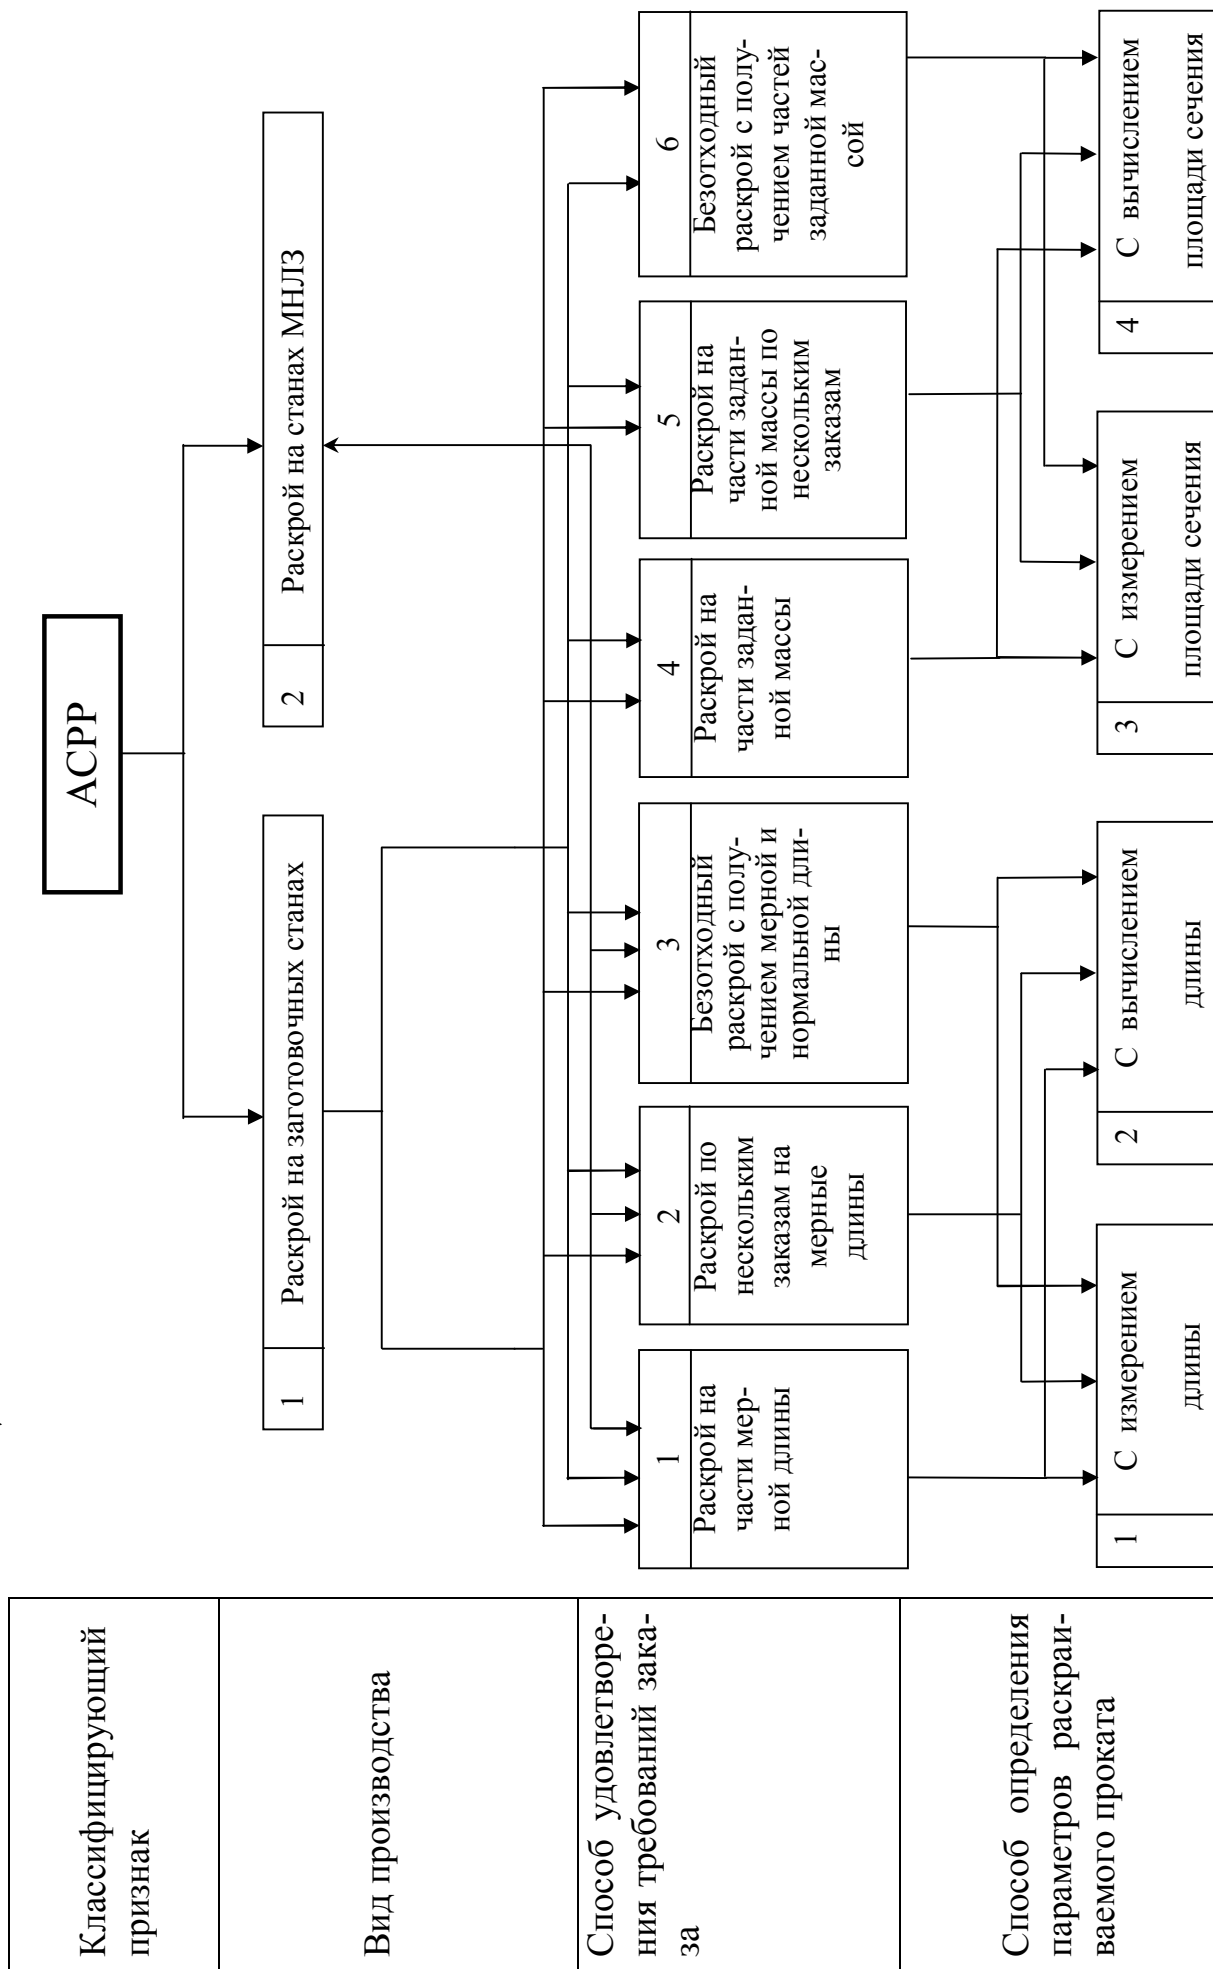 Классифицирующий
признак
АСРР
Вид производства
1
Раскрой на заготовочных станах
2
Раскрой на станах МНЛЗ
Способ удовлетворе-
ния требований зака-
за
1
Раскрой на
части мер-
ной длины
2
Раскрой по
нескольким
заказам на
мерные
длины
3
Безотходный
раскрой с полу-
чением мерной и
нормальной дли-
ны
4
Раскрой на
части задан-
ной массы
5
Раскрой на
части задан-
ной массы по
нескольким
заказам
6
Безотходный
раскрой с полу-
чением частей
заданной мас-
сой
Способ определения
параметров раскраи-
ваемого проката
1
С измерением
длины
2
С вычислением
длины
3
С измерением
площади сечения
4
С вычислением
площади сечения